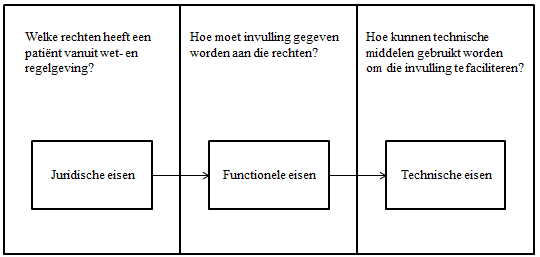 Welke rechten heeft een
patiënt vanuit wet- en
regelgeving?
Hoe moet invulling gegeven
worden aan die rechten?
Hoe kunnen technische
middelen gebruikt worden
om die invulling te faciliteren?
Juridische eisen
Functionele eisen
Technische eisen